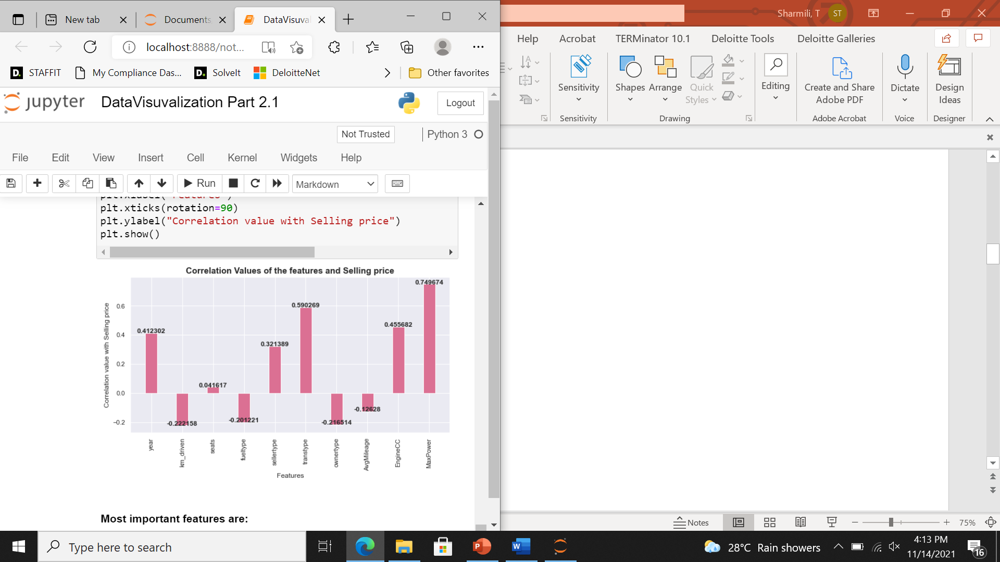 New tab
Documents
DataVisuval
localhost:8888/not...
STAFFIT
My Compliance Das...
SolveIt
DeloitteNet
Other favorites
jupyter
DataVisuvalization Part 2.1
Logout
Not Trusted
Python 3
File Edit View Insert Cell Kernel Widgets Help
Run
Markdown
plt.xlabel("Features")
plt.xticks(rotation=90)
plt.ylabel("Correlation value with Selling price")
plt.show()
Correlation Values of the features and Selling price
Correlation value with Selling price
0.6
0.4
0.2
0.0
−0.2
0.412302
-0.222158
0.041617
-0.201221
0.321389
0.590269
-0.216514
-0.12628
0.455682
0.749674
year
km_driven
seats
fueltype
sellertype
transtype
ownertype
AvgMileage
EngineCC
MaxPower
Features
Most important features are:
Sharmili, T
ST
Help Acrobat TERMinator 10.1 Deloitte Tools Deloitte Galleries
Sensitivity
Sensitivity
Shapes
Arrange
Quick
Styles
Drawing
Editing
Create and Share
Adobe PDF
Adobe Acrobat
Dictate
Voice
Design
Ideas
Designer
Notes
75%
Type here to search
28°C Rain showers
4:13 PM
11/14/2021
16